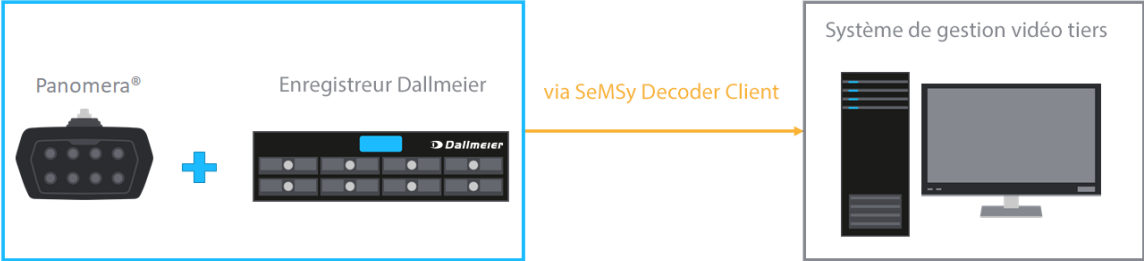 Panomera®
Enregistreur Dallmeier
Dallmeier
via SeMSy Decoder Client
Système de gestion vidéo tiers